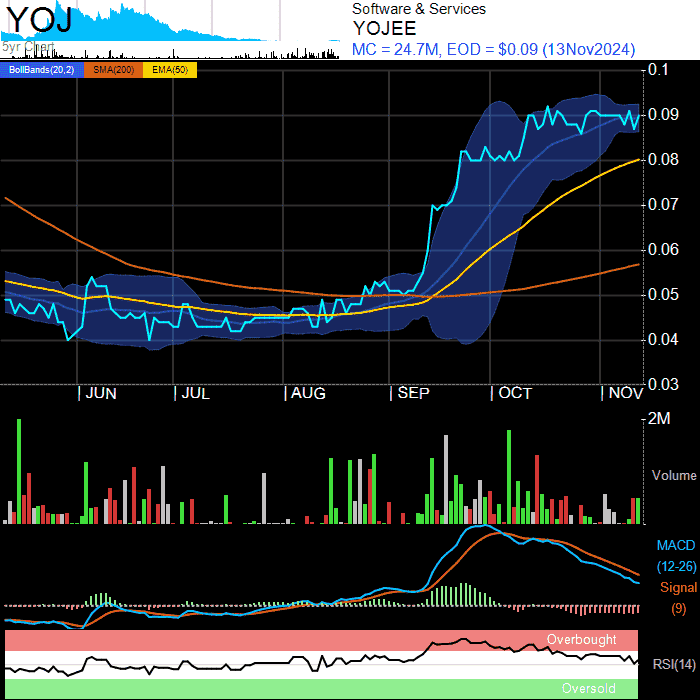 YOJ
5yr Chart
Software & Services
YOJEE
MC = 24.7M, EOD = $0.09 (13Nov2024)
BollBands(20,2) SMA(200) EMA(50)
0.1
0.09
0.08
0.07
0.06
0.05
0.04
0.03
| JUN | JUL | AUG | SEP | OCT | NOV
2M
Volume
MACD
(12-26)
Signal
(9)
Overbought
RSI(14)
Oversold